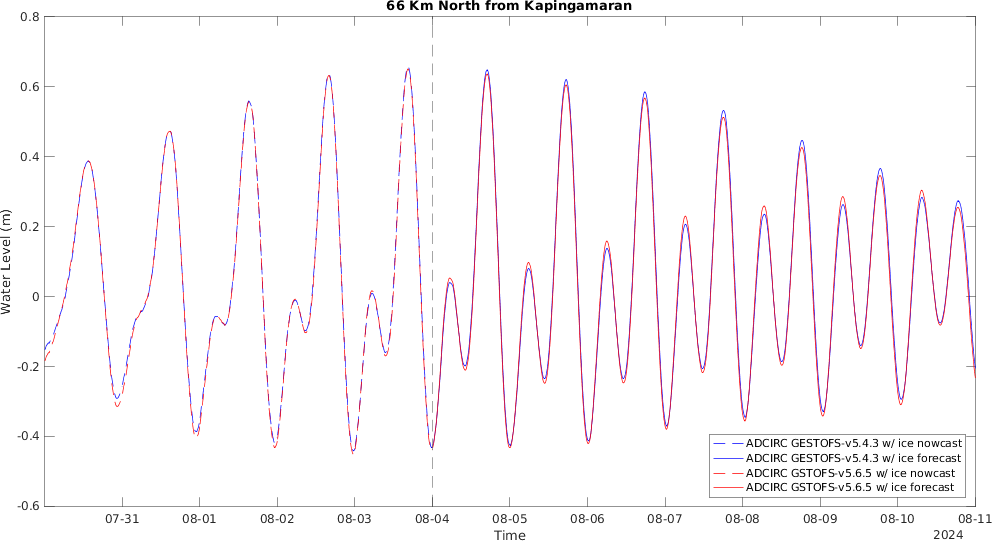 66 Km North from Kapingamaran
0.8
0.6
0.4
0.2
0
-0.2
-0.4
-0.6
Water Level (m)
07-31 08-01 08-02 08-03 08-04 08-05 08-06 08-07 08-08 08-09 08-10 08-11
Time
2024
ADCIRC GESTOFS-v5.4.3 w/ ice nowcast
ADCIRC GESTOFS-v5.4.3 w/ ice forecast
ADCIRC GSTOFS-v5.6.5 w/ ice nowcast
ADCIRC GSTOFS-v5.6.5 w/ ice forecast